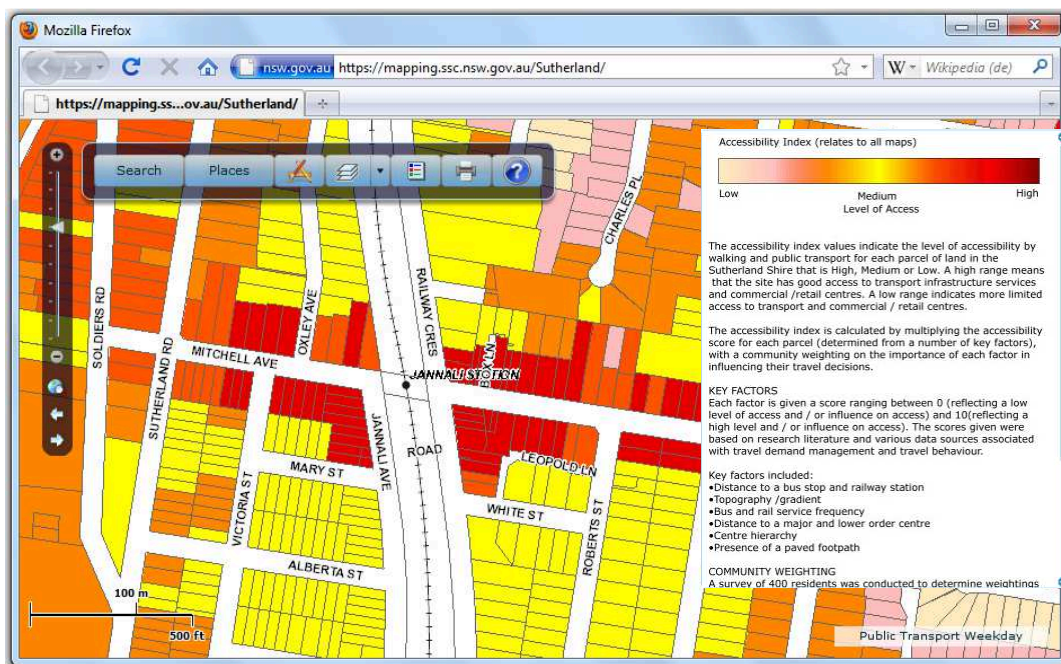 Mozilla Firefox
nsw.gov.au https://mapping.ssc.nsw.gov.au/Sutherland/
W Wikipedia (de)
https://mapping.ss...ov.au/Sutherland/
Search
Places
?
Accessibility Index (relates to all maps)
Low
Medium
High
Level of Access
The accessibility index values indicate the level of accessibility by
walking and public transport for each parcel of land in the
Sutherland Shire that is High, Medium or Low. A high range means
that the site has good access to transport infrastructure services
and commercial /retail centres. A low range indicates more limited
access to transport and commercial / retail centres.
The accessibility index is calculated by multiplying the accessibility
score for each parcel (determined from a number of key factors),
with a community weighting on the importance of each factor in
influencing their travel decisions.
KEY FACTORS
Each factor is given a score ranging between 0 (reflecting a low
level of access and / or influence on access) and 10(reflecting a
high level and / or influence on access). The scores given were
based on research literature and various data sources associated
with travel demand management and travel behaviour.
Key factors included:
•Distance to a bus stop and railway station
•Topography /gradient
•Bus and rail service frequency
•Distance to a major and lower order centre
•Centre hierarchy
•Presence of a paved footpath
COMMUNITY WEIGHTING
A survey of 400 residents was conducted to determine weightings
CHARLES PL
SOLDIERS RD
OXLEY AVE
RAILWAY CRES
MITCHELL AVE
SUTHERLAND RD
BOX LN
JANNALI STATION
JANNALI AVE
ROAD
MARY ST
LEOPOLD LN
VICTORIA ST
WHITE ST
ROBERTS ST
ALBERTA ST
100 m
500 ft
Public Transport Weekday